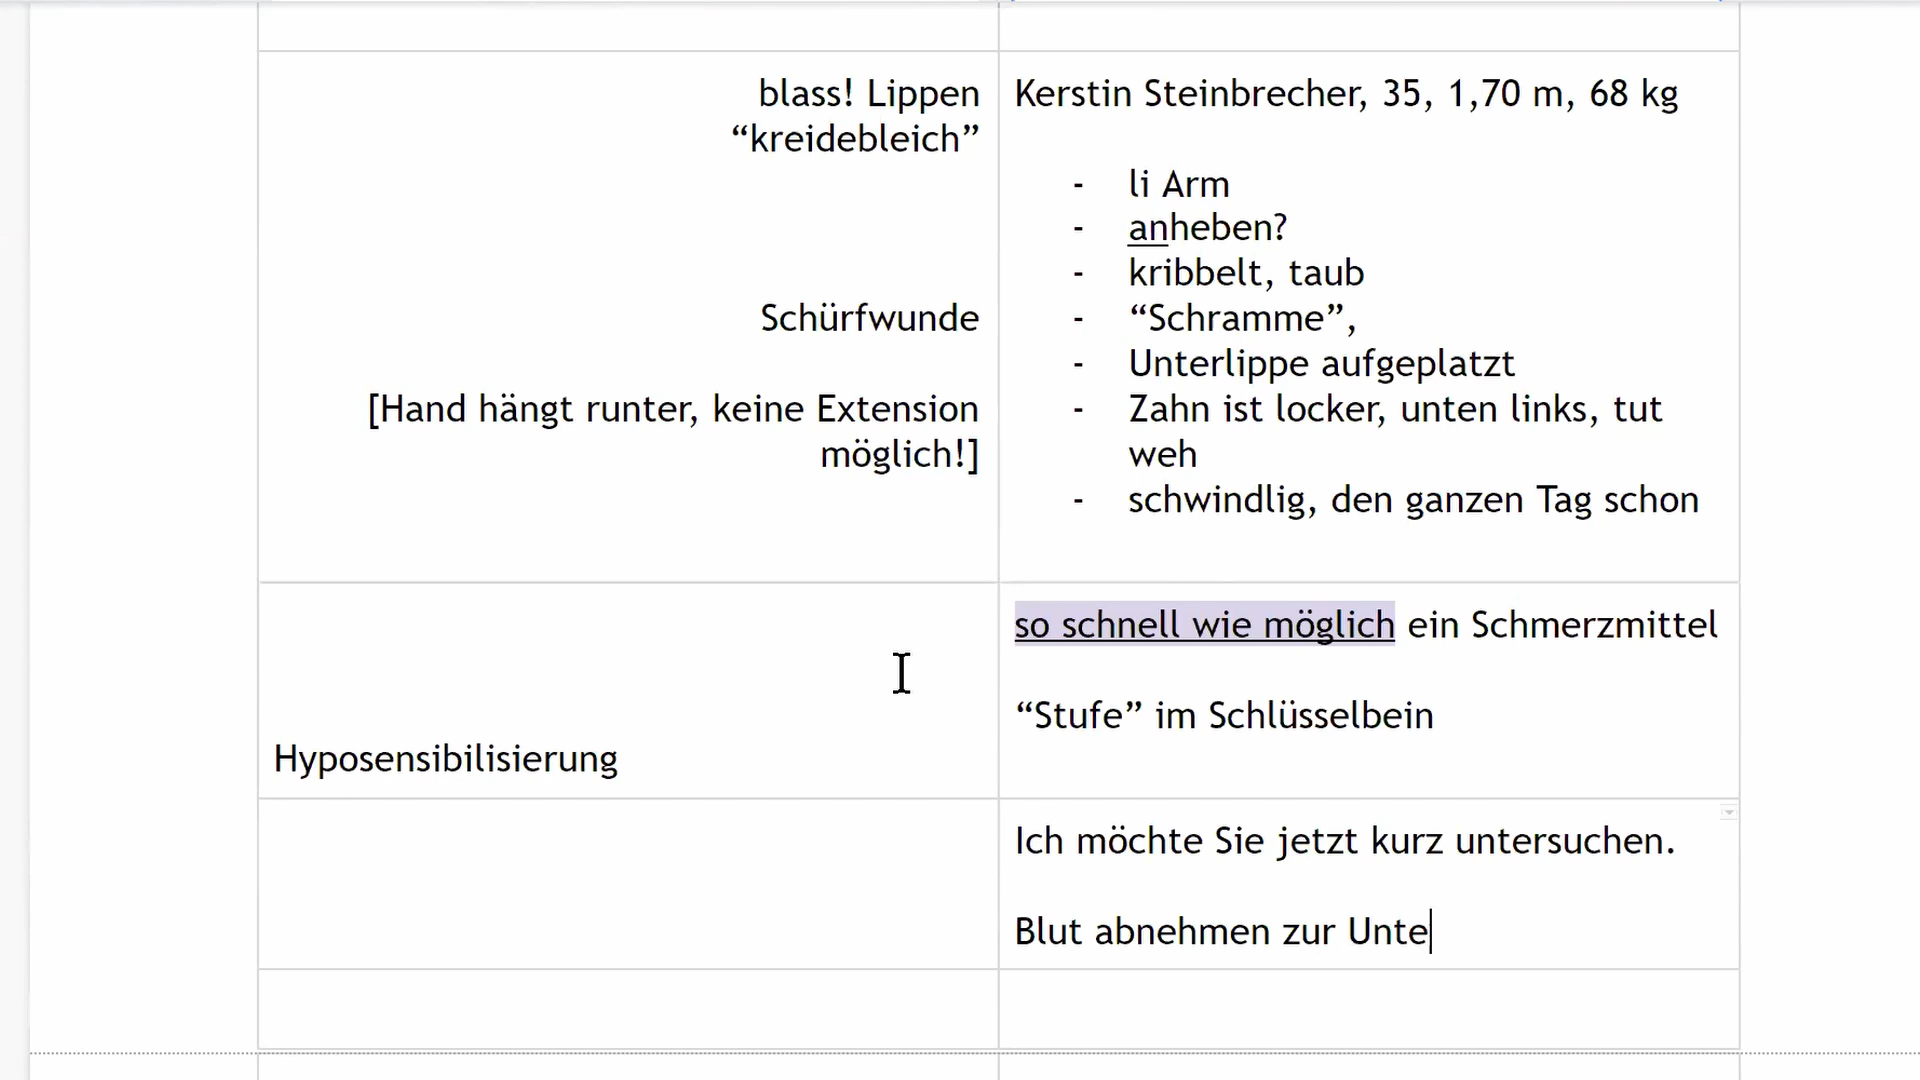 blass! Lippen
“kreidebleich”
Schürfwunde
[Hand hängt runter, keine Extension
möglich!]
Kerstin Steinbrecher, 35, 1,70 m, 68 kg
- li Arm
- anheben?
- kribbelt, taub
- “Schramme”,
- Unterlippe aufgeplatzt
- Zahn ist locker, unten links, tut
weh
- schwindlig, den ganzen Tag schon
Hyposensibilisierung
so schnell wie möglich ein Schmerzmittel
“Stufe” im Schlüsselbein
Ich möchte Sie jetzt kurz untersuchen.
Blut abnehmen zur Unte